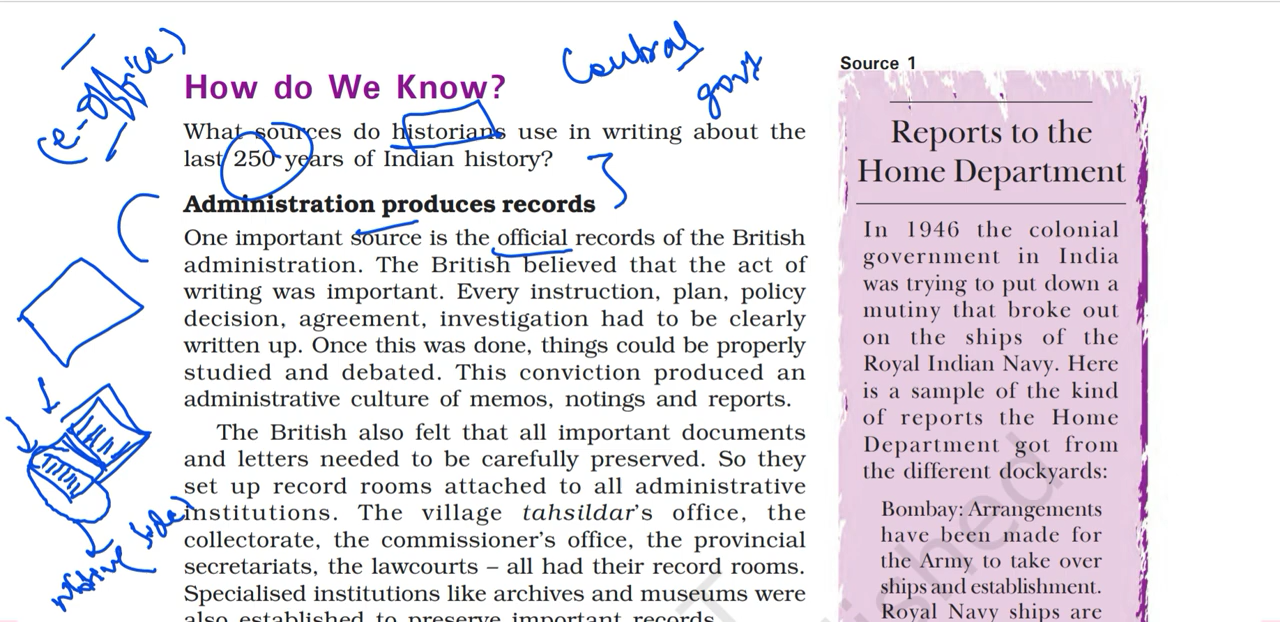 (e-office)
Central
govt
How do We Know?
What sources do historians use in writing about the
last 250 years of Indian history?
Administration produces records
One important source is the official records of the British
administration. The British believed that the act of
writing was important. Every instruction, plan, policy
decision, agreement, investigation had to be clearly
written up. Once this was done, things could be properly
studied and debated. This conviction produced an
administrative culture of memos, notings and reports.
The British also felt that all important documents
and letters needed to be carefully preserved. So they
set up record rooms attached to all administrative
institutions. The village tahsildar's office, the
collectorate, the commissioner's office, the provincial
secretariats, the lawcourts – all had their record rooms.
Specialised institutions like archives and museums were
also established to preserve important records.
Source 1
Reports to the
Home Department
In 1946 the colonial
government in India
was trying to put down a
mutiny that broke out
on the ships of the
Royal Indian Navy. Here
is a sample of the kind
of reports the Home
Department got from
the different dockyards:
Bombay: Arrangements
have been made for
the Army to take over
ships and establishment.
Royal Navy ships are